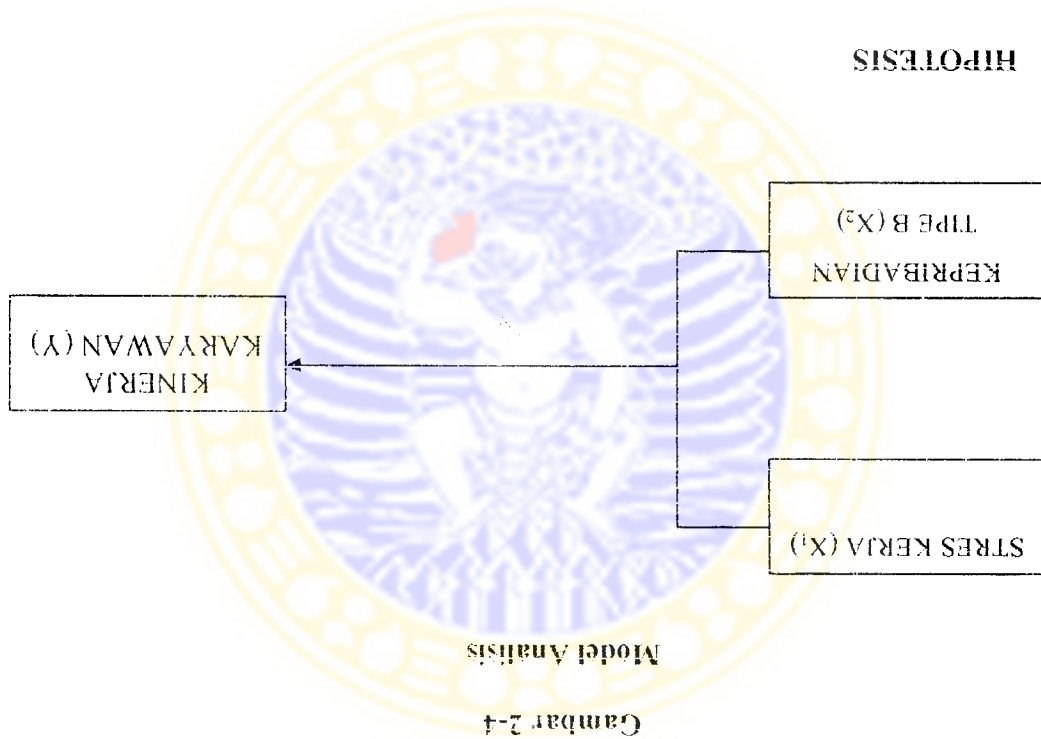 Gambar 2-4
Model Analisis
STRES KERJA (X₁)
KINERJA
KARYAWAN (Y)
KEPRIBADIAN
TIPE B (X₂)
HIPOTESIS